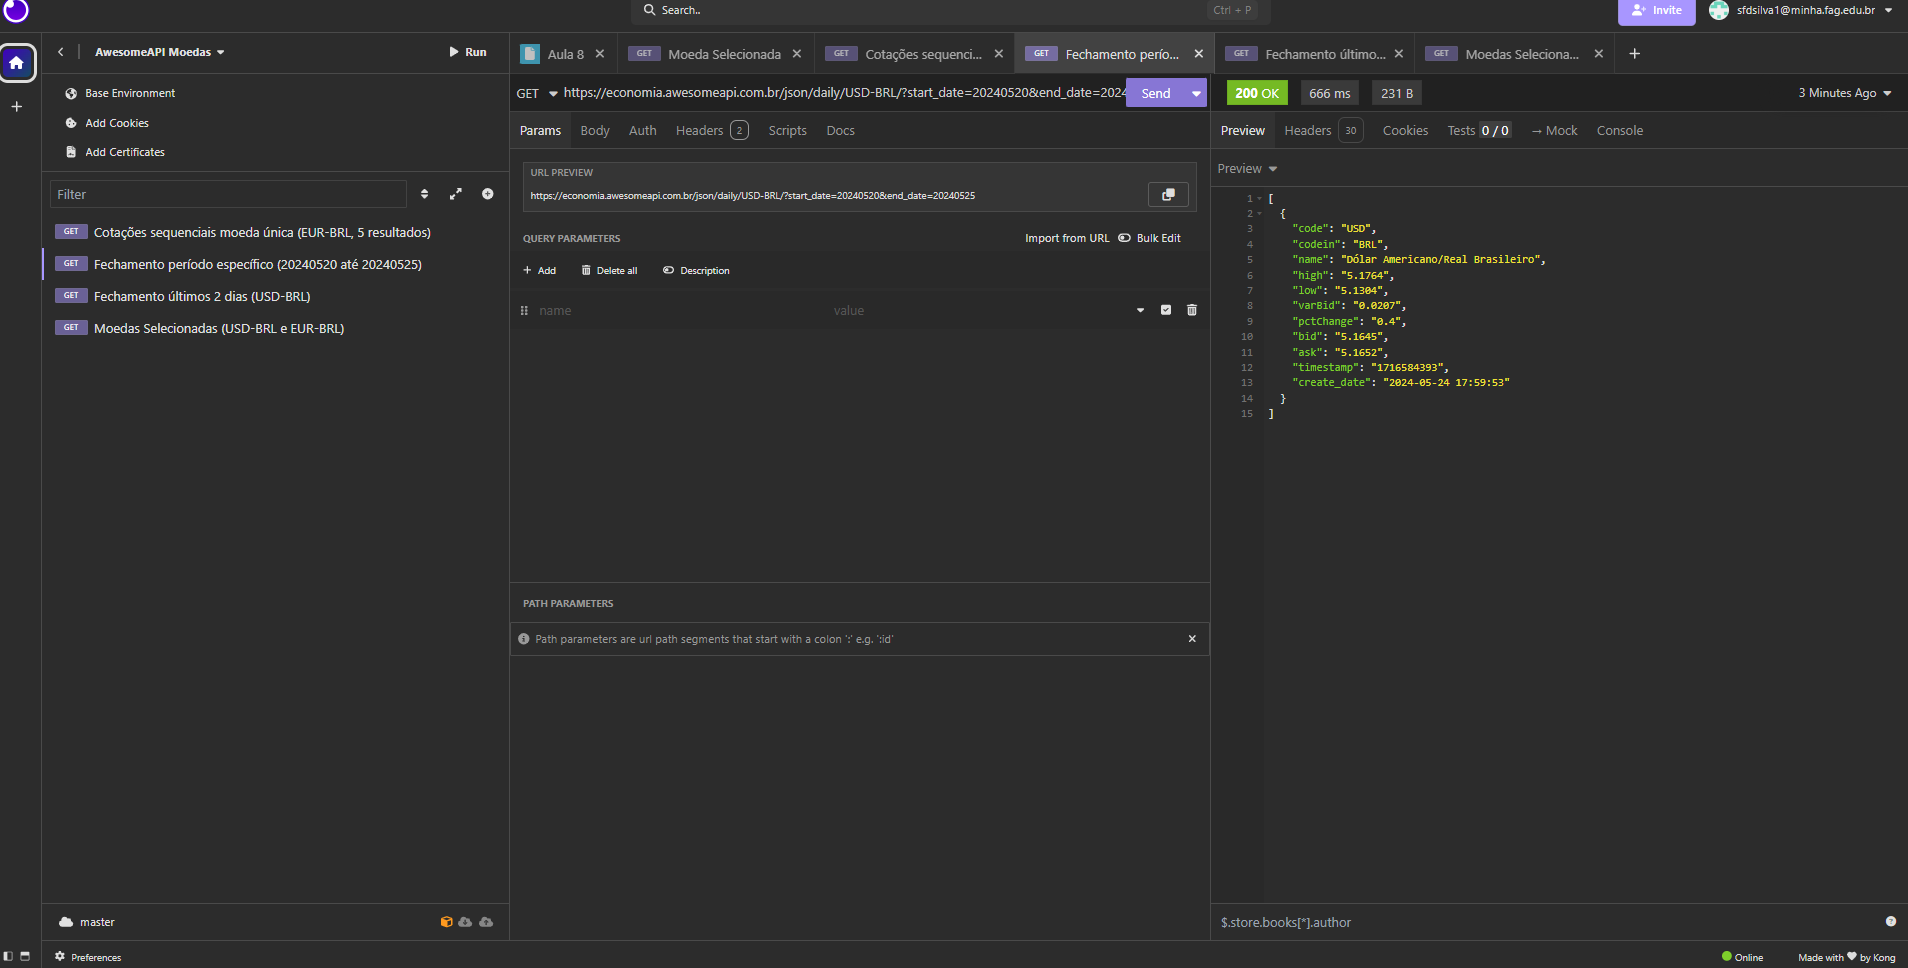 Search..
Ctrl + P
Invite
sfdsilva1@minha.fag.edu.br
AwesomeAPI Moedas
Run
Base Environment
Add Cookies
Add Certificates
Filter
GET Cotações sequenciais moeda única (EUR-BRL, 5 resultados)
GET Fechamento período específico (20240520 até 20240525)
GET Fechamento últimos 2 dias (USD-BRL)
GET Moedas Selecionadas (USD-BRL e EUR-BRL)
master
Preferences
Aula 8
GET Moeda Selecionada
GET Cotações sequenci...
GET Fechamento perío...
GET Fechamento último...
GET Moedas Seleciona...
GET https://economia.awesomeapi.com.br/json/daily/USD-BRL/?start_date=20240520&end_date=2024
Send
Params Body Auth Headers 2 Scripts Docs
URL PREVIEW
https://economia.awesomeapi.com.br/json/daily/USD-BRL/?start_date=20240520&end_date=20240525
QUERY PARAMETERS
Import from URL Bulk Edit
Add Delete all Description
name value
PATH PARAMETERS
Path parameters are url path segments that start with a colon ':' e.g. ':id'
200 OK 666 ms 231 B
3 Minutes Ago
Preview Headers 30 Cookies Tests 0 / 0 → Mock Console
Preview
1 [
2 {
3 "code": "USD",
4 "codein": "BRL",
5 "name": "Dólar Americano/Real Brasileiro",
6 "high": "5.1764",
7 "low": "5.1304",
8 "varBid": "0.0207",
9 "pctChange": "0.4",
10 "bid": "5.1645",
11 "ask": "5.1652",
12 "timestamp": "1716584393",
13 "create_date": "2024-05-24 17:59:53"
14 }
15 ]
$.store.books[*].author
Online
Made with ♥ by Kong